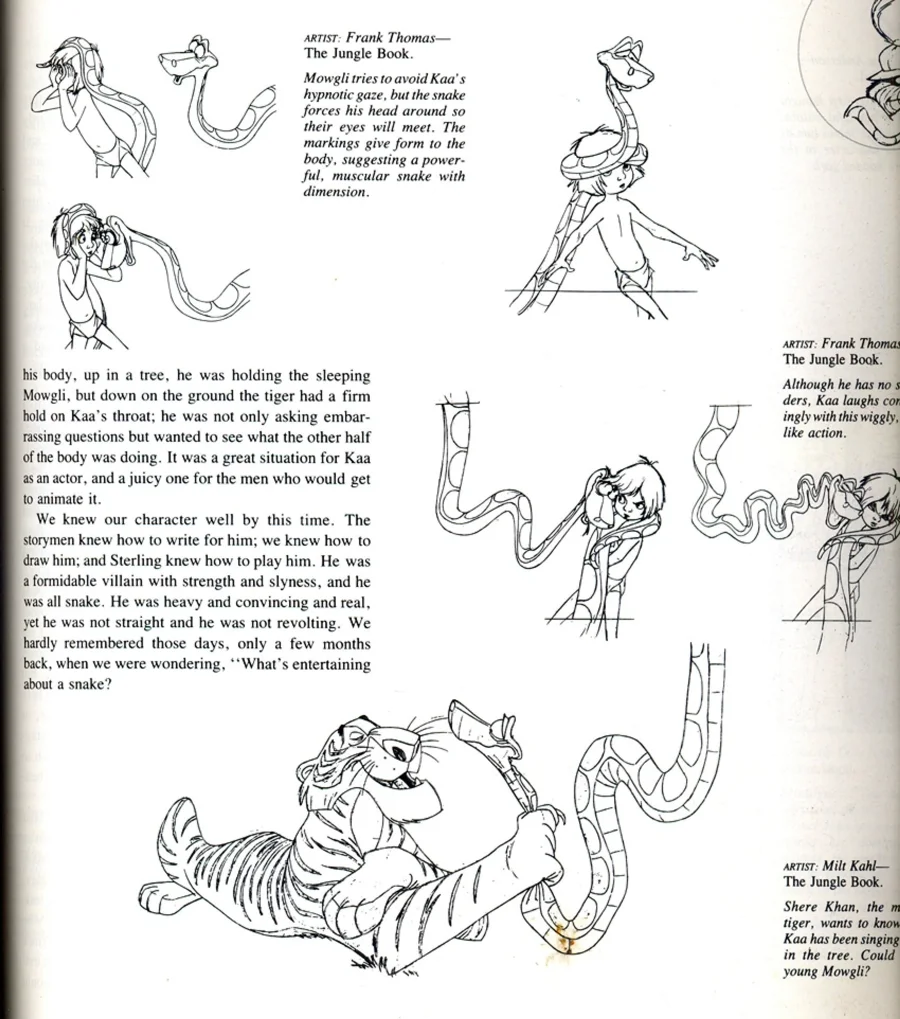 ARTIST: Frank Thomas—
The Jungle Book.
Mowgli tries to avoid Kaa's
hypnotic gaze, but the snake
forces his head around so
their eyes will meet. The
markings give form to the
body, suggesting a power-
ful, muscular snake with
dimension.
his body, up in a tree, he was holding the sleeping
Mowgli, but down on the ground the tiger had a firm
hold on Kaa's throat; he was not only asking embar-
rassing questions but wanted to see what the other half
of the body was doing. It was a great situation for Kaa
as an actor, and a juicy one for the men who would get
to animate it.
We knew our character well by this time. The
storymen knew how to write for him; we knew how to
draw him; and Sterling knew how to play him. He was
a formidable villain with strength and slyness, and he
was all snake. He was heavy and convincing and real,
yet he was not straight and he was not revolting. We
hardly remembered those days, only a few months
back, when we were wondering, “What's entertaining
about a snake?
ARTIST: Frank Thomas
The Jungle Book.
Although he has no
ders, Kaa laughs
ingly with this wiggly,
like action.
ARTIST: Milt Kahl—
The Jungle Book.
Shere Khan, the
tiger, wants to know
Kaa has been singing
in the tree. Could
young Mowgli?